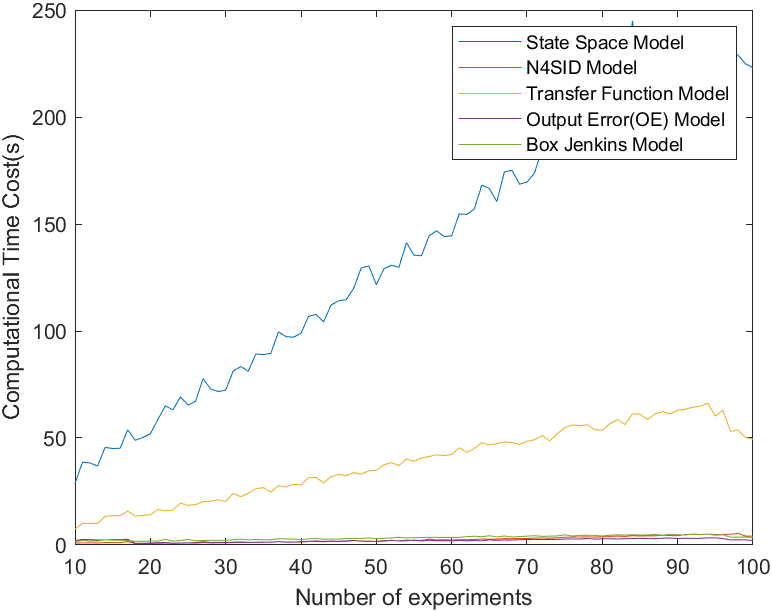 250
200
150
100
50
0
Computational Time Cost(s)
State Space Model
N4SID Model
Transfer Function Model
Output Error(OE) Model
Box Jenkins Model
10 20 30 40 50 60 70 80 90 100
Number of experiments